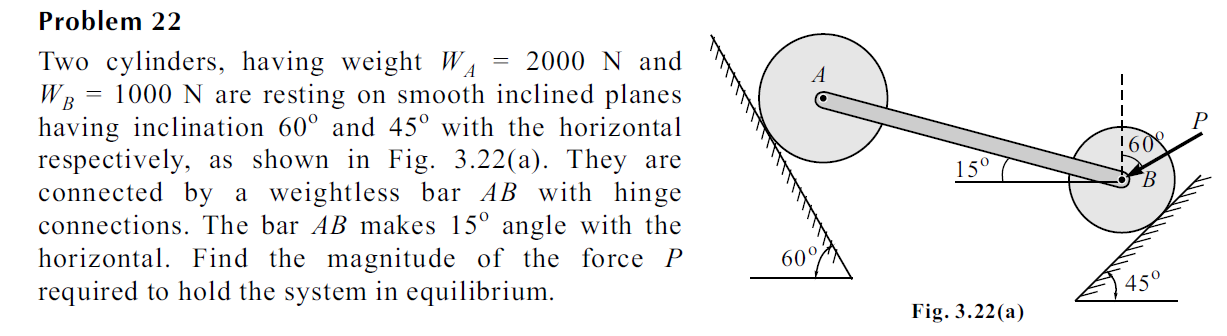 Problem 22
Two cylinders, having weight W_A = 2000 N and
W_B = 1000 N are resting on smooth inclined planes
having inclination 60° and 45° with the horizontal
respectively, as shown in Fig. 3.22(a). They are
connected by a weightless bar AB with hinge
connections. The bar AB makes 15° angle with the
horizontal. Find the magnitude of the force P
required to hold the system in equilibrium.
A
P
60°
15°
B
60°
45°
Fig. 3.22(a)